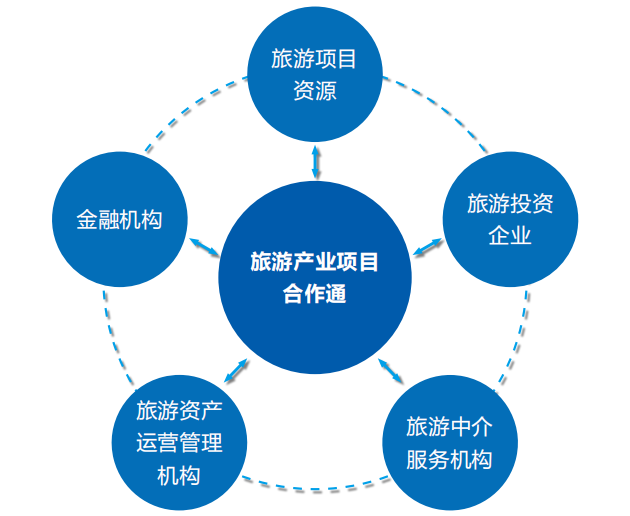 旅游项目
资源
金融机构
旅游投资
企业
旅游产业项目
合作通
旅游资产
运营管理
机构
旅游中介
服务机构